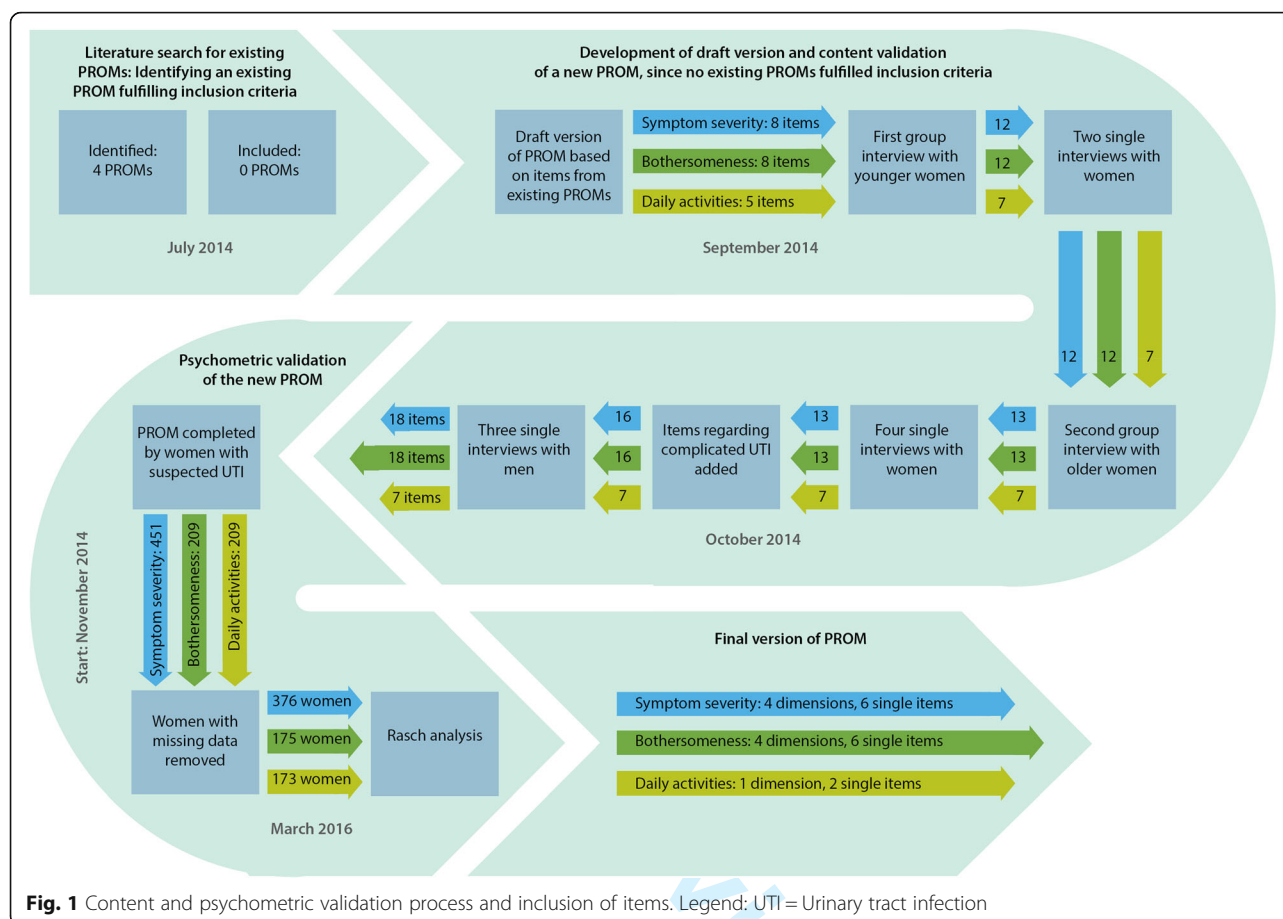 Literature search for existing
PROMs: Identifying an existing
PROM fulfilling inclusion criteria
Identified:
4 PROMs
Included:
0 PROMs
July 2014
Development of draft version and content validation
of a new PROM, since no existing PROMs fulfilled inclusion criteria
Draft version
of PROM based
on items from
existing PROMs
Symptom severity: 8 items
Bothersomeness: 8 items
Daily activities: 5 items
First group
interview with
younger women
12
12
7
Two single
interviews with
women
September 2014
12
12
7
Second group
interview with
older women
13
13
7
Four single
interviews with
women
13
13
7
Items regarding
complicated UTI
added
16
16
7
Three single
interviews with
men
18 items
18 items
7 items
October 2014
Psychometric validation
of the new PROM
PROM completed
by women with
suspected UTI
Start: November 2014
Symptom severity: 451
Bothersomeness: 209
Daily activities: 209
Women with
missing data
removed
376 women
175 women
173 women
Rasch analysis
March 2016
Final version of PROM
Symptom severity: 4 dimensions, 6 single items
Bothersomeness: 4 dimensions, 6 single items
Daily activities: 1 dimension, 2 single items
Fig. 1 Content and psychometric validation process and inclusion of items. Legend: UTI = Urinary tract infection